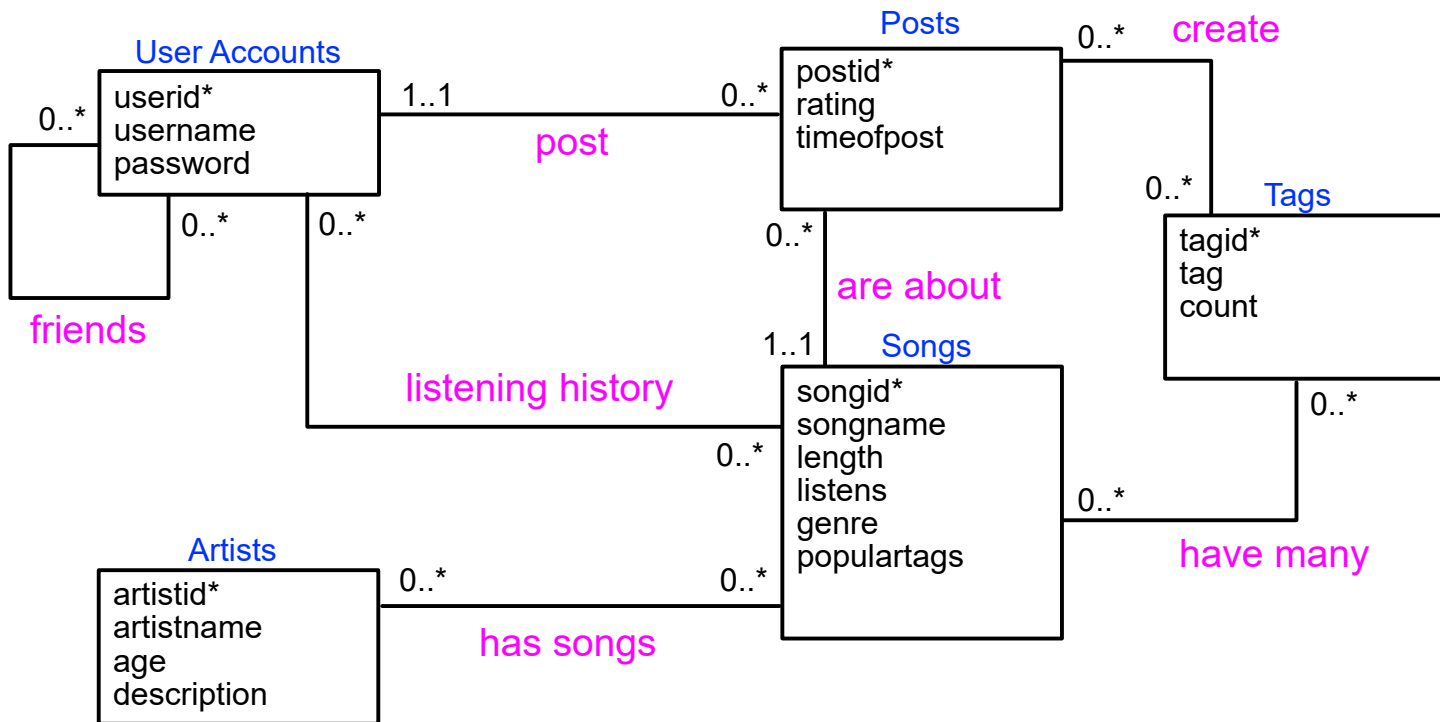 User Accounts
userid*
username
password
0..*
0..*
friends
1..1
0..*
post
Posts
postid*
rating
timeofpost
0..*
create
0..*
Tags
tagid*
tag
count
0..*
are about
1..1
0..*
listening history
0..*
Songs
songid*
songname
length
listens
genre
populartags
0..*
0..*
have many
Artists
artistid*
artistname
age
description
0..*
0..*
has songs